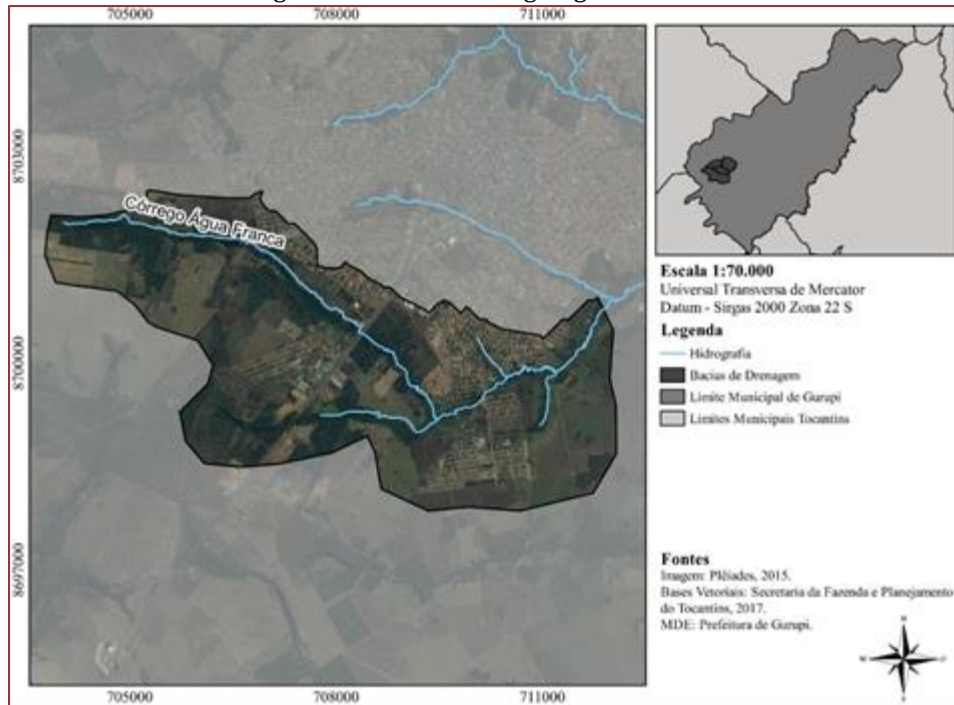 705000 708000 711000
8703000
8700000
8697000
Córrego Água Franca
705000 708000 711000
Escala 1:70.000
Universal Transversa de Mercator
Datum - Sirgas 2000 Zona 22 S
Legenda
Hidrografia
Bacias de Drenagem
Limite Municipal de Gurupi
Limites Municipais Tocantins
Fontes
Imagem: Plêiades, 2015.
Bases Vetoriais: Secretaria da Fazenda e Planejamento
do Tocantins, 2017.
MDE: Prefeitura de Gurupi.